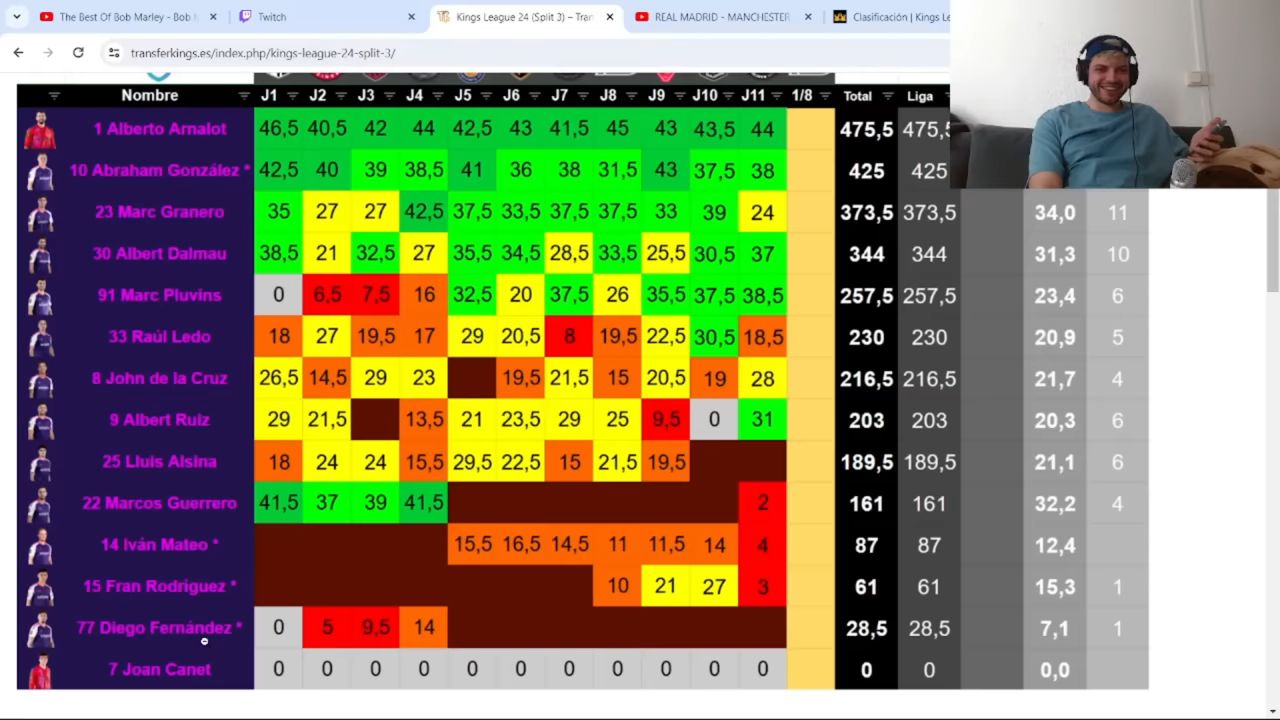 The Best Of Bob Marley - Bob M
Twitch
Kings League 24 (Split 3) – Tran
REAL MADRID - MANCHESTER
Clasificación | Kings Le
transferkings.es/index.php/kings-league-24-split-3/
Nombre J1 J2 J3 J4 J5 J6 J7 J8 J9 J10 J11 1/8 Total Liga
1 Alberto Arnalot 46,5 40,5 42 44 42,5 43 41,5 45 43 43,5 44 475,5 475,5
10 Abraham González * 42,5 40 39 38,5 41 36 38 31,5 43 37,5 38 425 425
23 Marc Granero 35 27 27 42,5 37,5 33,5 37,5 37,5 33 39 24 373,5 373,5 34,0 11
30 Albert Dalmau 38,5 21 32,5 27 35,5 34,5 28,5 33,5 25,5 30,5 37 344 344 31,3 10
91 Marc Pluvins 0 6,5 7,5 16 32,5 20 37,5 26 35,5 37,5 38,5 257,5 257,5 23,4 6
33 Raúl Ledo 18 27 19,5 17 29 20,5 8 19,5 22,5 30,5 18,5 230 230 20,9 5
8 John de la Cruz 26,5 14,5 29 23 19,5 21,5 15 20,5 19 28 216,5 216,5 21,7 4
9 Albert Ruiz 29 21,5 13,5 21 23,5 29 25 9,5 0 31 203 203 20,3 6
25 Lluis Alsina 18 24 24 15,5 29,5 22,5 15 21,5 19,5 189,5 189,5 21,1 6
22 Marcos Guerrero 41,5 37 39 41,5 2 161 161 32,2 4
14 Iván Mateo * 15,5 16,5 14,5 11 11,5 14 4 87 87 12,4
15 Fran Rodríguez * 10 21 27 3 61 61 15,3 1
77 Diego Fernández * 0 5 9,5 14 28,5 28,5 7,1 1
7 Joan Canet 0 0 0 0 0 0 0 0 0 0 0 0 0 0,0